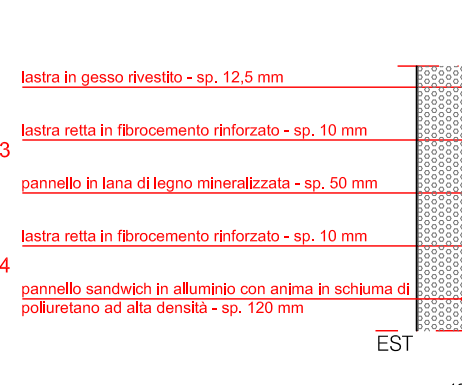 lastra in gesso rivestito - sp. 12,5 mm
lastra retta in fibrocemento rinforzato - sp. 10 mm
3
pannello in lana di legno mineralizzata - sp. 50 mm
lastra retta in fibrocemento rinforzato - sp. 10 mm
4
pannello sandwich in alluminio con anima in schiuma di
poliuretano ad alta densità - sp. 120 mm
EST